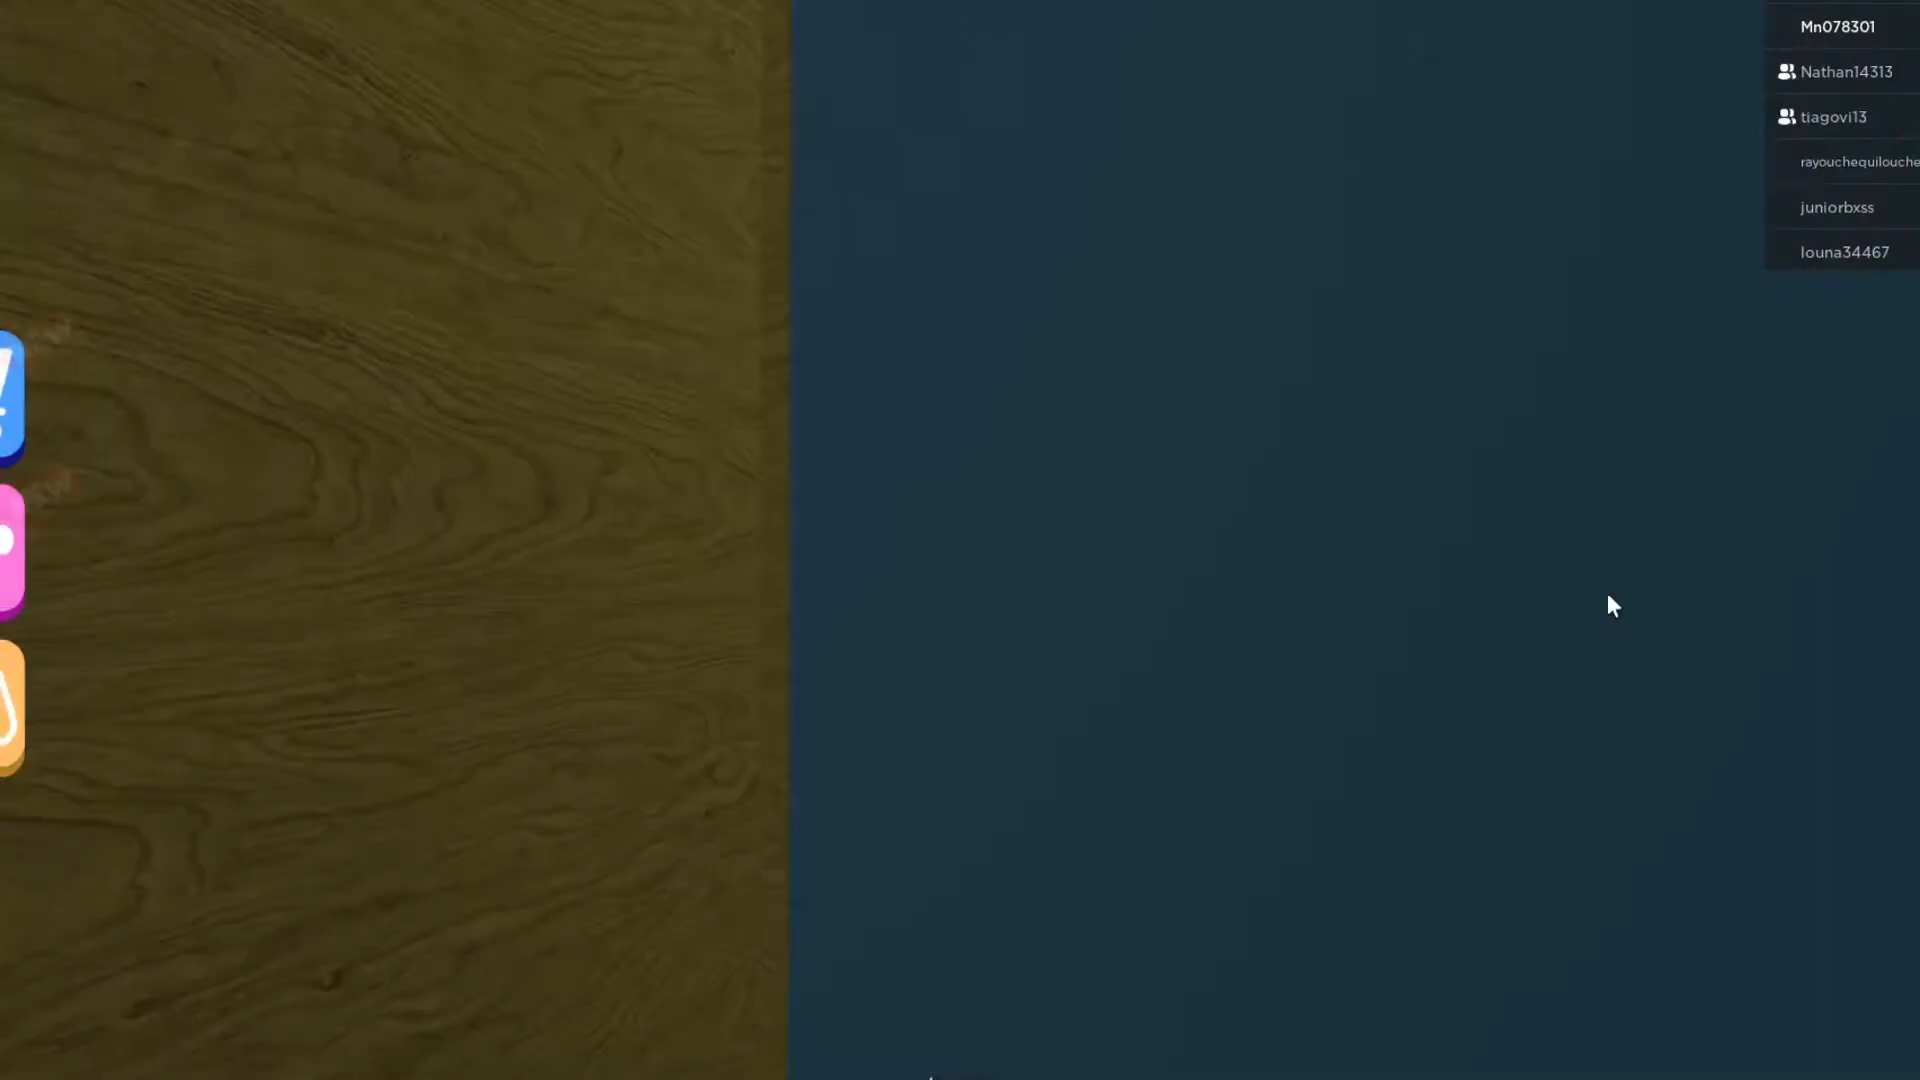 Mn078301
Nathan14313
tiagovi13
rayouchequilouche
juniorbxss
louna34467